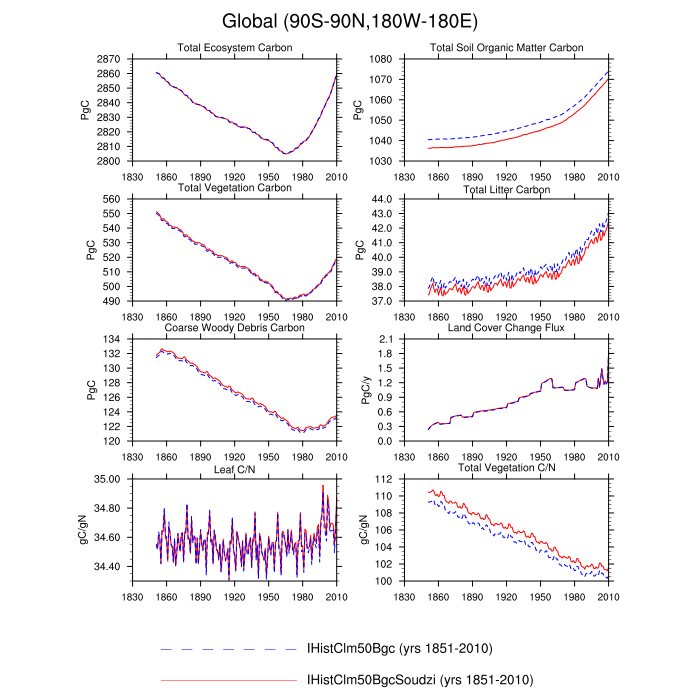 Global (90S-90N,180W-180E)
Total Ecosystem Carbon
PgC
2870
2860
2850
2840
2830
2820
2810
2800
1830 1860 1890 1920 1950 1980 2010
Total Soil Organic Matter Carbon
PgC
1080
1070
1060
1050
1040
1030
1830 1860 1890 1920 1950 1980 2010
Total Vegetation Carbon
PgC
560
550
540
530
520
510
500
490
1830 1860 1890 1920 1950 1980 2010
Total Litter Carbon
PgC
44.0
43.0
42.0
41.0
40.0
39.0
38.0
37.0
1830 1860 1890 1920 1950 1980 2010
Coarse Woody Debris Carbon
PgC
134
132
130
128
126
124
122
120
1830 1860 1890 1920 1950 1980 2010
Land Cover Change Flux
PgC/y
2.1
1.8
1.5
1.2
0.9
0.6
0.3
0.0
1830 1860 1890 1920 1950 1980 2010
Leaf C/N
gC/gN
35.00
34.80
34.60
34.40
1830 1860 1890 1920 1950 1980 2010
Total Vegetation C/N
gC/gN
112
110
108
106
104
102
100
1830 1860 1890 1920 1950 1980 2010
IHistClm50Bgc (yrs 1851-2010)
IHistClm50BgcSoudzi (yrs 1851-2010)